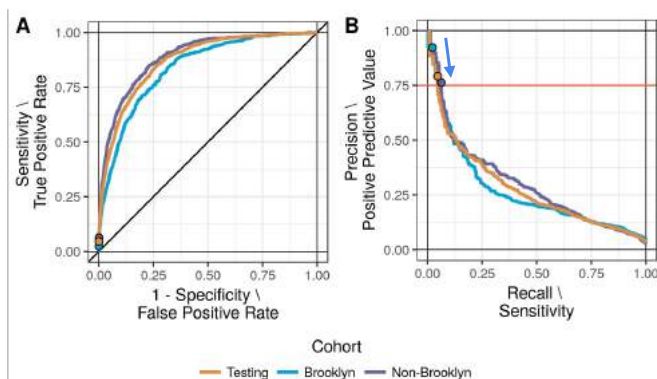 A
1.00
0.75
0.50
0.25
0.00
0.00
0.25
0.50
0.75
1.00
Sensitivity \
True Positive Rate
1 - Specificity \
False Positive Rate
B
1.00
0.75
0.50
0.25
0.00
0.00
0.25
0.50
0.75
1.00
Precision \
Positive Predictive Value
Recall \
Sensitivity
Cohort
Testing
Brooklyn
Non-Brooklyn